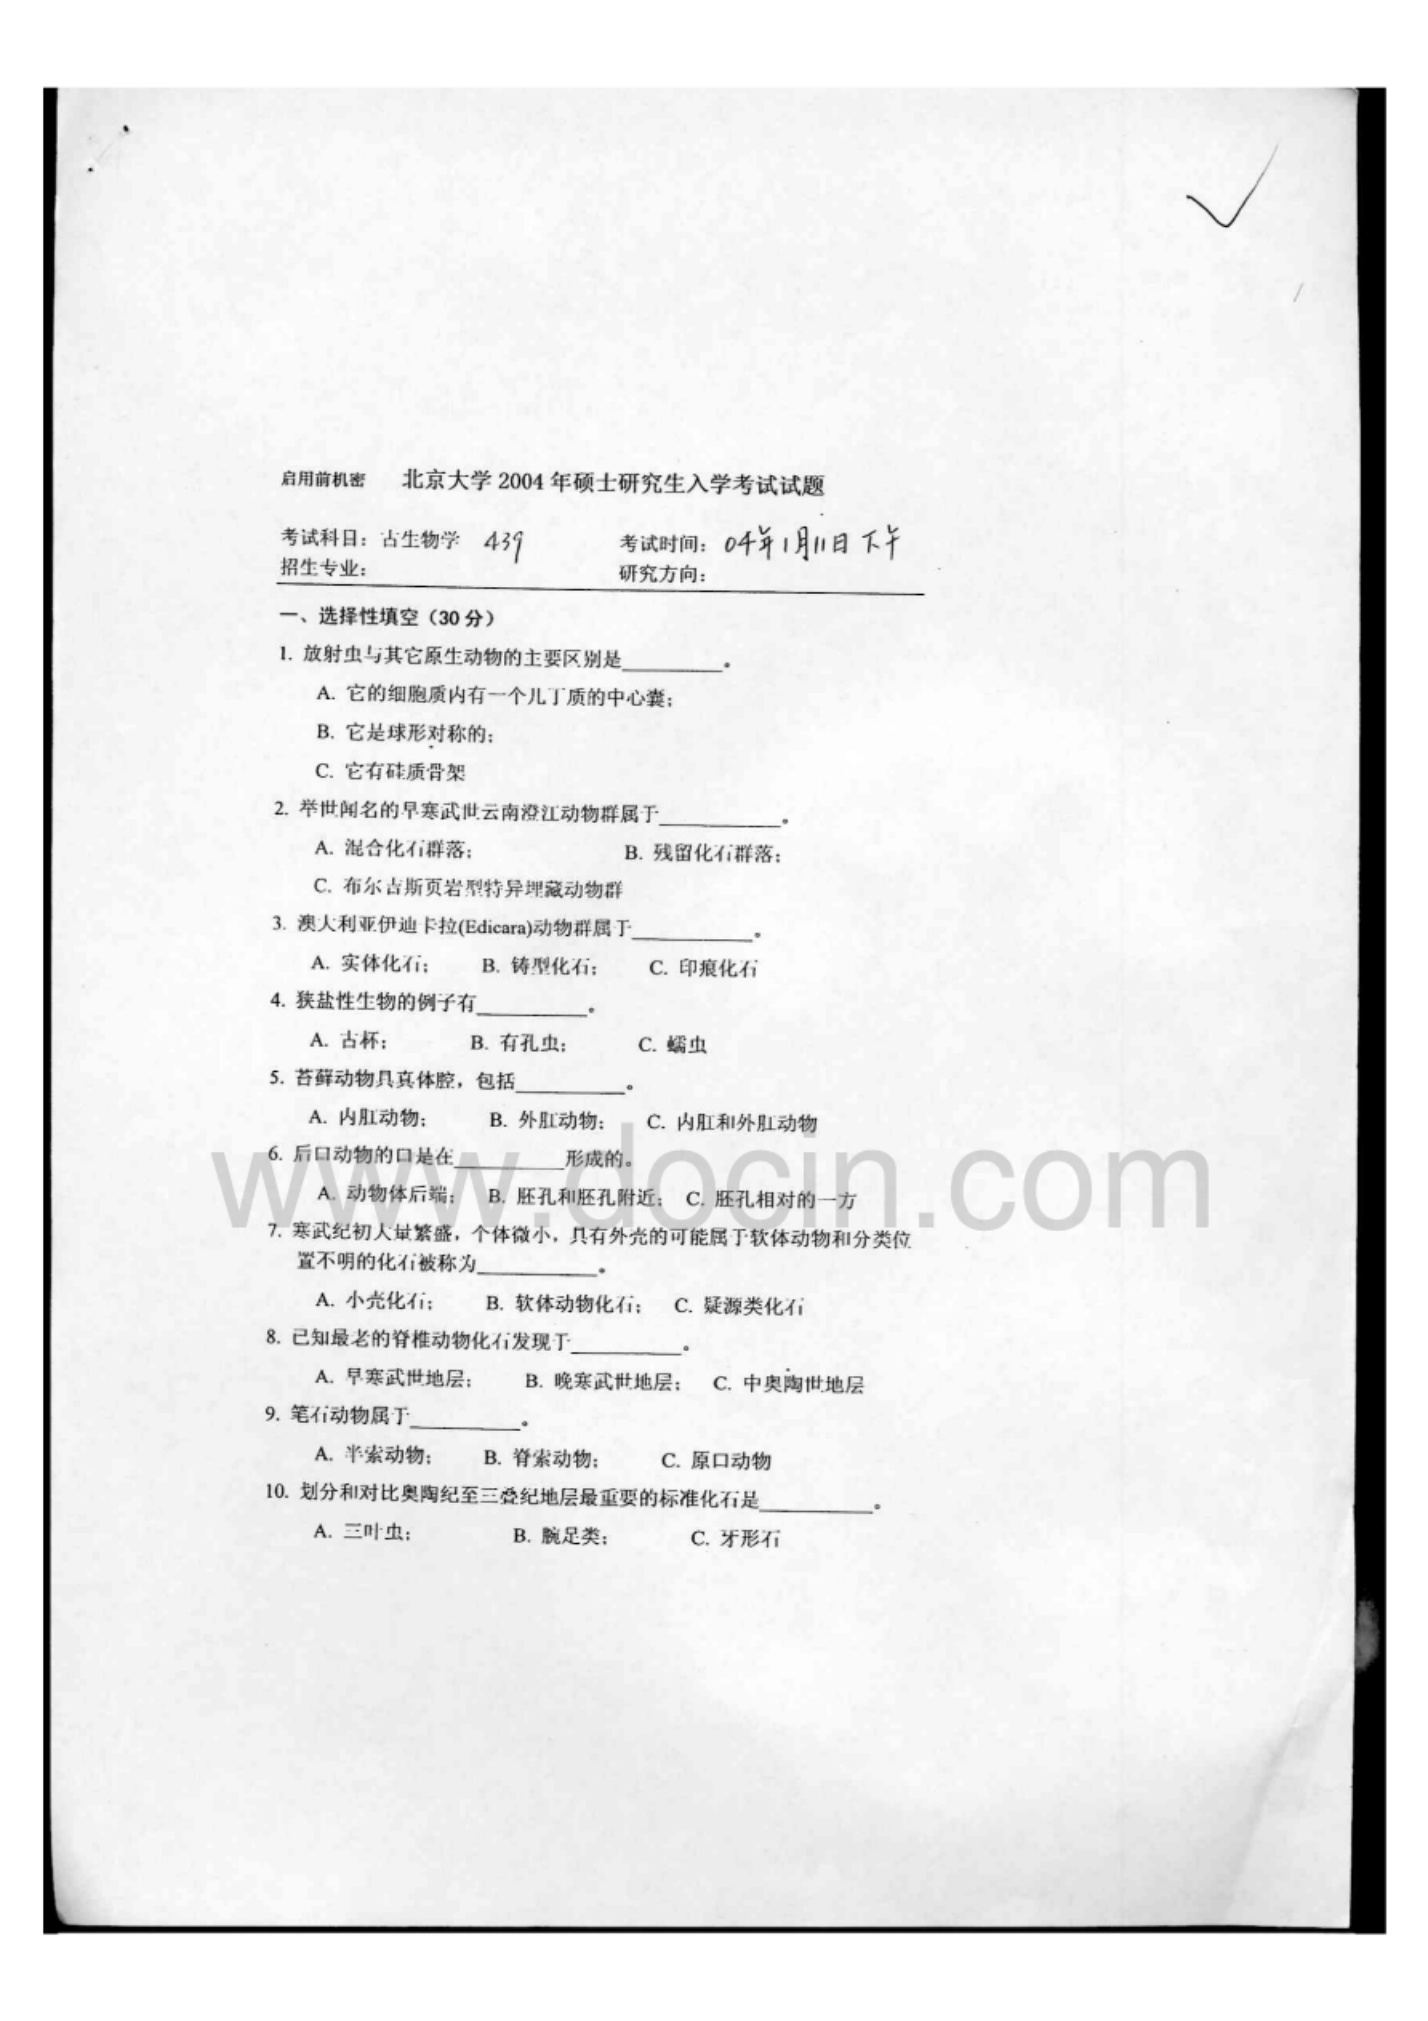 启用前机密 北京大学 2004 年硕士研究生入学考试试题
考试科目：古生物学 439 考试时间：04年1月11日下午
招生专业： 研究方向：
一、选择性填空（30 分）
1. 放射虫与其它原生动物的主要区别是__________。
A. 它的细胞质内有一个几丁质的中心囊；
B. 它是球形对称的；
C. 它有硅质骨架
2. 举世闻名的早寒武世云南澄江动物群属于____________。
A. 混合化石群落； B. 残留化石群落；
C. 布尔吉斯页岩型特异埋藏动物群
3. 澳大利亚伊迪卡拉(Edicara)动物群属于____________。
A. 实体化石； B. 铸型化石； C. 印痕化石
4. 狭盐性生物的例子有___________。
A. 古杯； B. 有孔虫； C. 蠕虫
5. 苔藓动物具真体腔，包括___________。
A. 内肛动物； B. 外肛动物； C. 内肛和外肛动物
6. 后口动物的口是在___________形成的。
A. 动物体后端； B. 胚孔和胚孔附近； C. 胚孔相对的一方
7. 寒武纪初大量繁盛，个体微小，具有外壳的可能属于软体动物和分类位
置不明的化石被称为____________。
A. 小壳化石； B. 软体动物化石； C. 疑源类化石
8. 已知最老的脊椎动物化石发现于___________。
A. 早寒武世地层； B. 晚寒武世地层； C. 中奥陶世地层
9. 笔石动物属于___________。
A. 半索动物； B. 脊索动物； C. 原口动物
10. 划分和对比奥陶纪至三叠纪地层最重要的标准化石是___________。
A. 三叶虫； B. 腕足类； C. 牙形石
www.docin.com